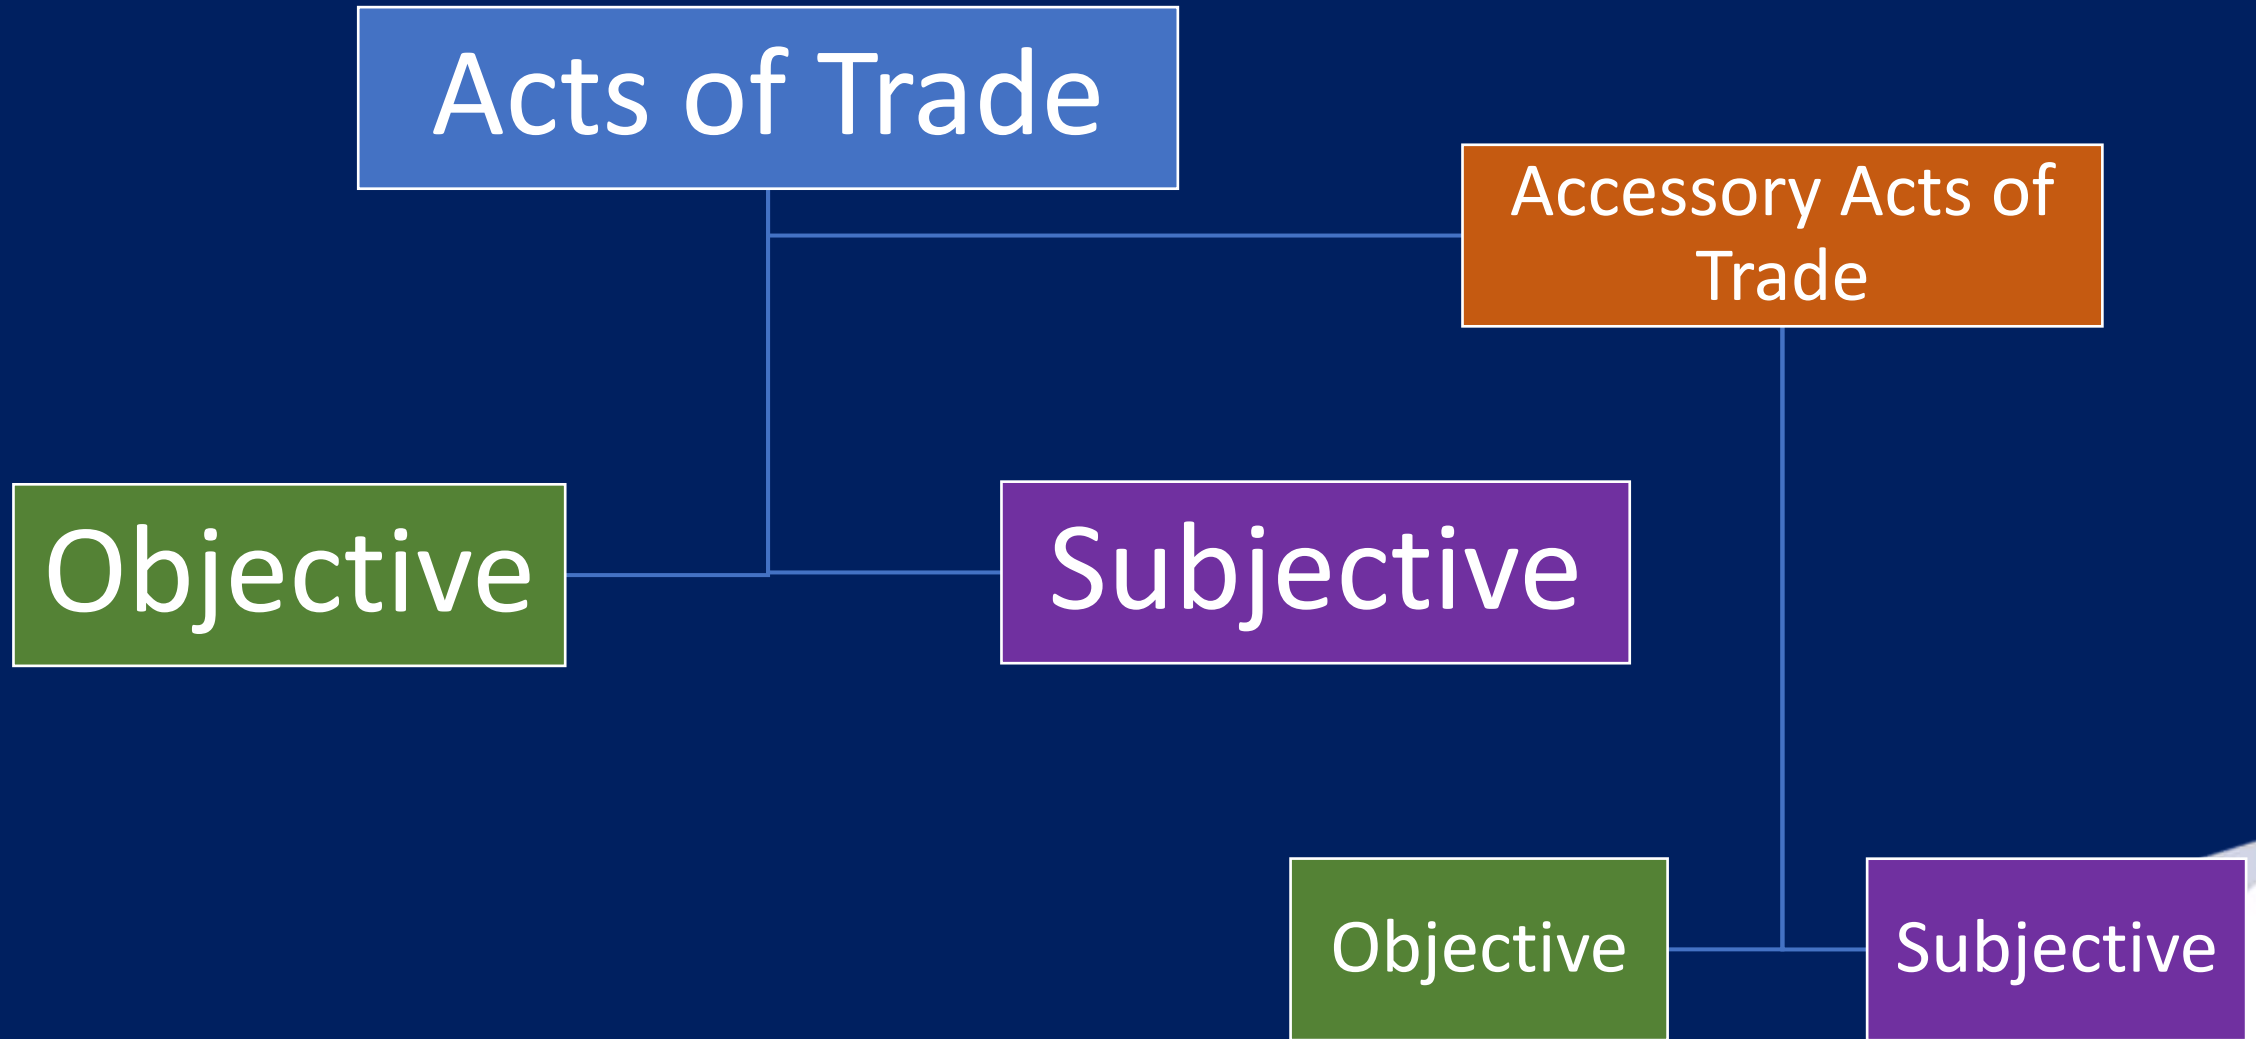 Acts of Trade
Accessory Acts of
Trade
Objective
Subjective
Objective
Subjective